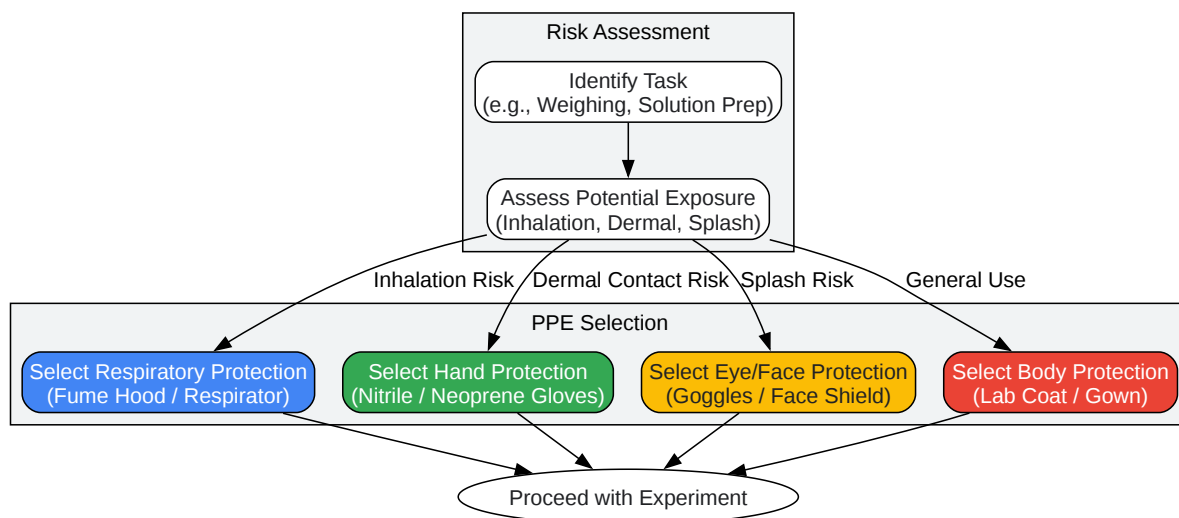 Risk Assessment
Identify Task
(e.g., Weighing, Solution Prep)
Assess Potential Exposure
(Inhalation, Dermal, Splash)
Inhalation Risk
Dermal Contact Risk
Splash Risk
General Use
PPE Selection
Select Respiratory Protection
(Fume Hood / Respirator)
Select Hand Protection
(Nitrile / Neoprene Gloves)
Select Eye/Face Protection
(Goggles / Face Shield)
Select Body Protection
(Lab Coat / Gown)
Proceed with Experiment